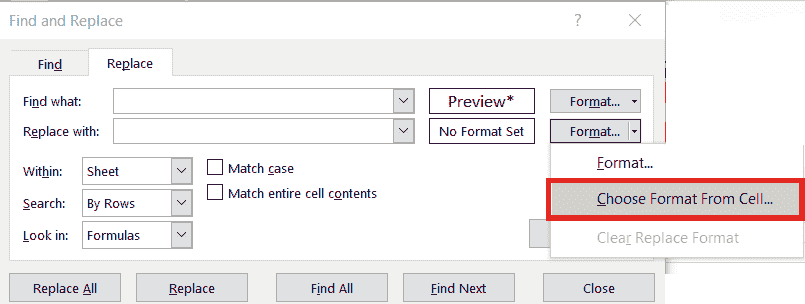 Find and Replace ? ×
Find Replace
Find what: Preview* Format...
Replace with: No Format Set Format...
Format...
Within: Sheet Match case
Choose Format From Cell...
Match entire cell contents
Search: By Rows
Look in: Formulas
Clear Replace Format
Replace All Replace Find All Find Next Close